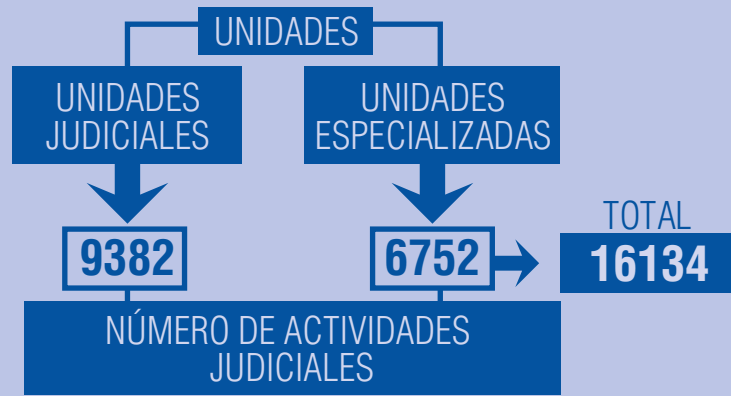 UNIDADES
UNIDADES
JUDICIALES
UNIDADES
ESPECIALIZADAS
9382
6752
TOTAL
16134
NÚMERO DE ACTIVIDADES
JUDICIALES